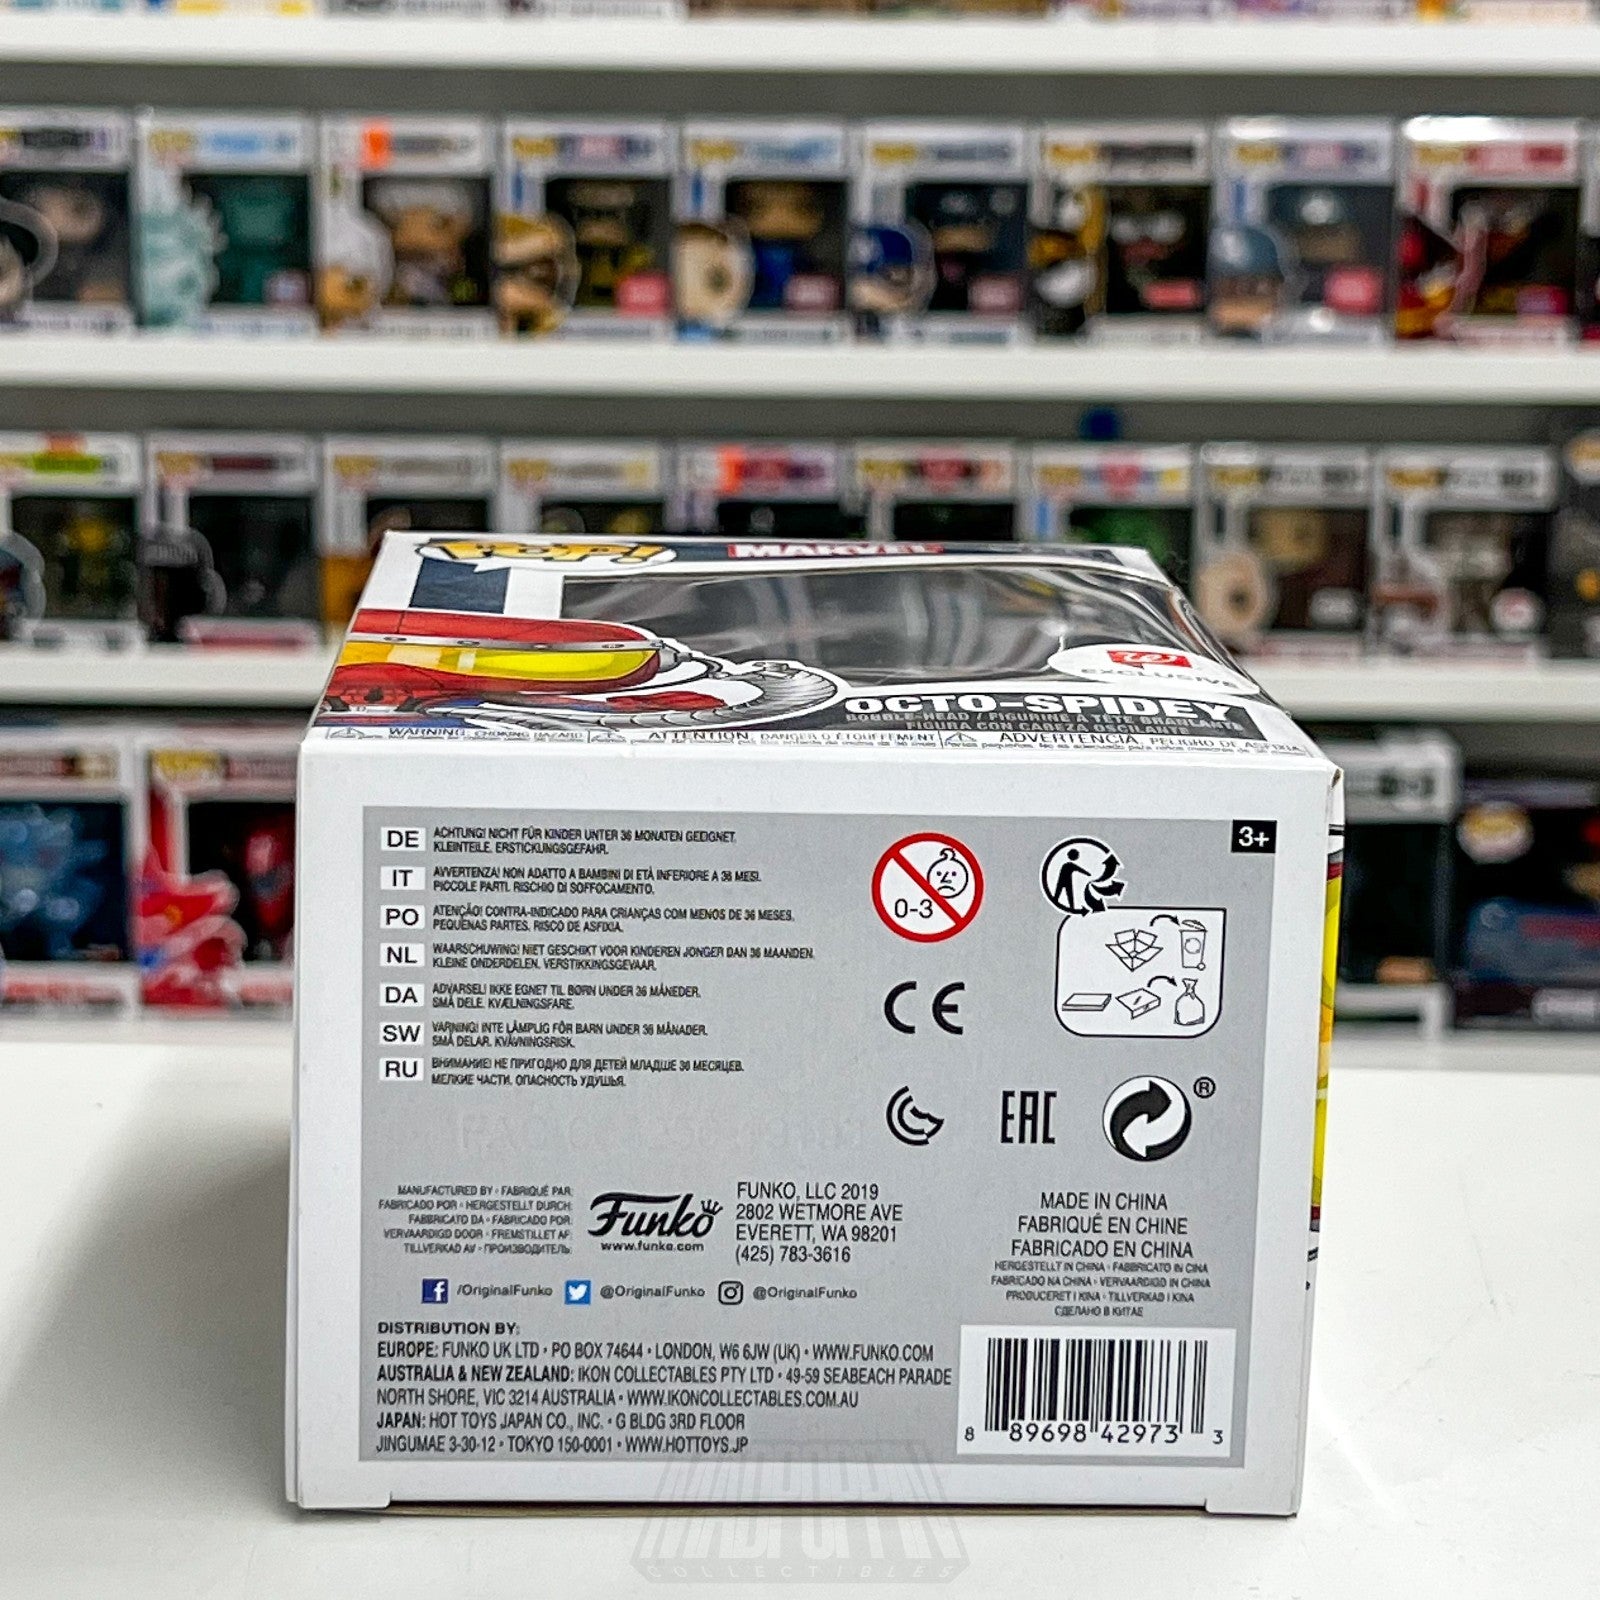 POP!
MARVEL
EXCLUSIVE
OCTO-SPIDEY
BOBBLE-HEAD / FIGURINE À TÊTE BRANLANTE
FIGURA CON CABEZA OSCILANTE
WARNING: CHOKING HAZARD
ATTENTION DANGER D'ÉTOUFFEMENT
ADVERTENCIA PELIGRO DE ASFIXIA
3+
DE ACHTUNG! NICHT FÜR KINDER UNTER 36 MONATEN GEEIGNET.
KLEINTEILE. ERSTICKUNGSGEFAHR.
IT AVVERTENZA! NON ADATTO A BAMBINI DI ETÀ INFERIORE A 36 MESI.
PICCOLE PARTI. RISCHIO DI SOFFOCAMENTO.
PO ATENÇÃO! CONTRA-INDICADO PARA CRIANÇAS COM MENOS DE 36 MESES.
PEQUENAS PARTES. RISCO DE ASFIXIA.
NL WAARSCHUWING! NIET GESCHIKT VOOR KINDEREN JONGER DAN 36 MAANDEN.
KLEINE ONDERDELEN. VERSTIKKINGSGEVAAR.
DA ADVARSEL! IKKE EGNET TIL BØRN UNDER 36 MÅNEDER.
SMÅ DELE. KVÆLNINGSFARE.
SW VARNING! INTE LÄMPLIG FÖR BARN UNDER 36 MÅNADER.
SMÅ DELAR. KVÄVNINGSRISK.
RU ВНИМАНИЕ! НЕ ПРИГОДНО ДЛЯ ДЕТЕЙ МЛАДШЕ 36 МЕСЯЦЕВ.
МЕЛКИЕ ЧАСТИ. ОПАСНОСТЬ УДУШЬЯ.
0-3
CE
EAC
®
MANUFACTURED BY • FABRIQUÉ PAR:
FABRICADO POR • HERGESTELLT DURCH:
FABBRICATO DA • FABRICADO POR:
VERVAARDIGD DOOR • FREMSTILLET AF:
TILLVERKAD AV • ПРОИЗВОДИТЕЛЬ:
Funko
www.funko.com
FUNKO, LLC 2019
2802 WETMORE AVE
EVERETT, WA 98201
(425) 783-3616
/OriginalFunko @OriginalFunko @OriginalFunko
MADE IN CHINA
FABRIQUÉ EN CHINE
FABRICADO EN CHINA
HERGESTELLT IN CHINA • FABBRICATO IN CINA
FABRICADO NA CHINA • VERVAARDIGD IN CHINA
PRODUCERET I KINA • TILLVERKAD I KINA
СДЕЛАНО В КИТАЕ
DISTRIBUTION BY:
EUROPE: FUNKO UK LTD • PO BOX 74644 • LONDON, W6 6JW (UK) • WWW.FUNKO.COM
AUSTRALIA & NEW ZEALAND: IKON COLLECTABLES PTY LTD • 49-59 SEABEACH PARADE
NORTH SHORE, VIC 3214 AUSTRALIA • WWW.IKONCOLLECTABLES.COM.AU
JAPAN: HOT TOYS JAPAN CO., INC. • G BLDG 3RD FLOOR
JINGUMAE 3-30-12 • TOKYO 150-0001 • WWW.HOTTOYS.JP
8 89698 42973 3
COLLECTIBLES